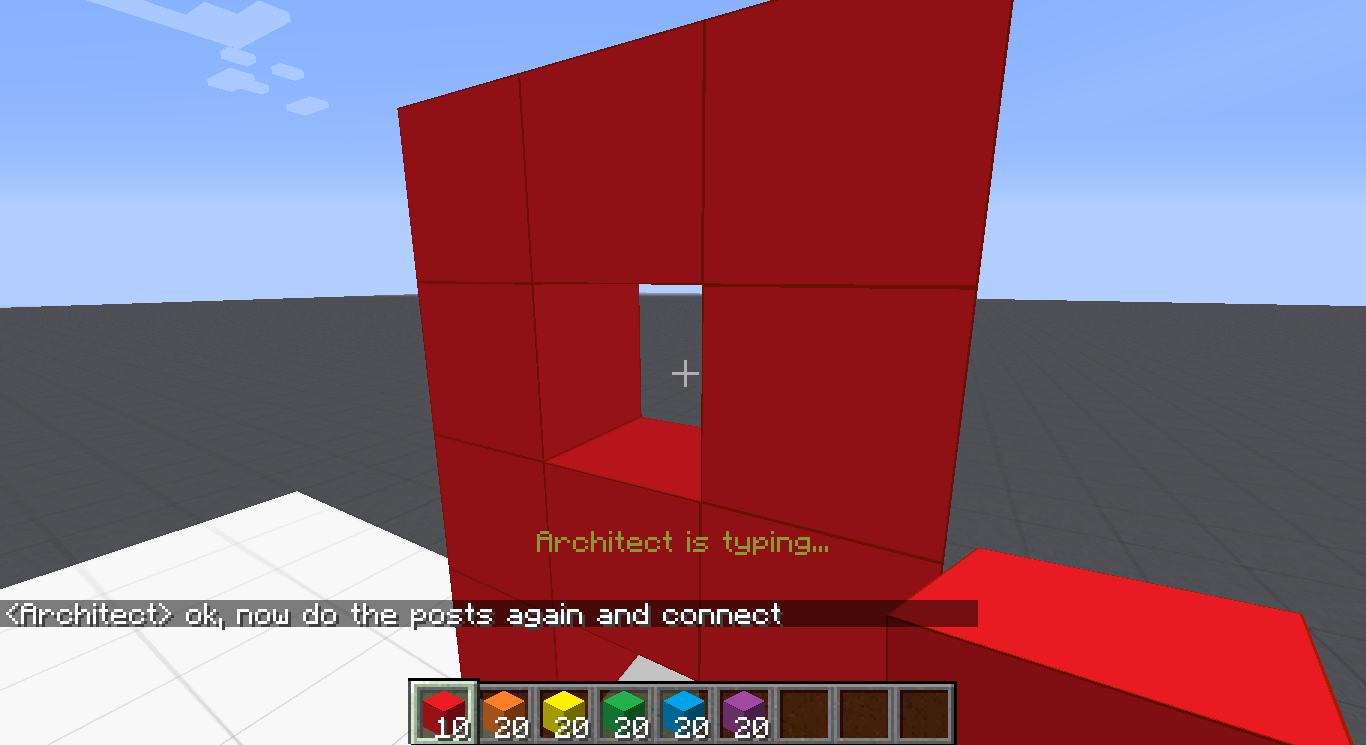 Architect is typing...
<Architect> ok, now do the posts again and connect
10 20 20 20 20 20